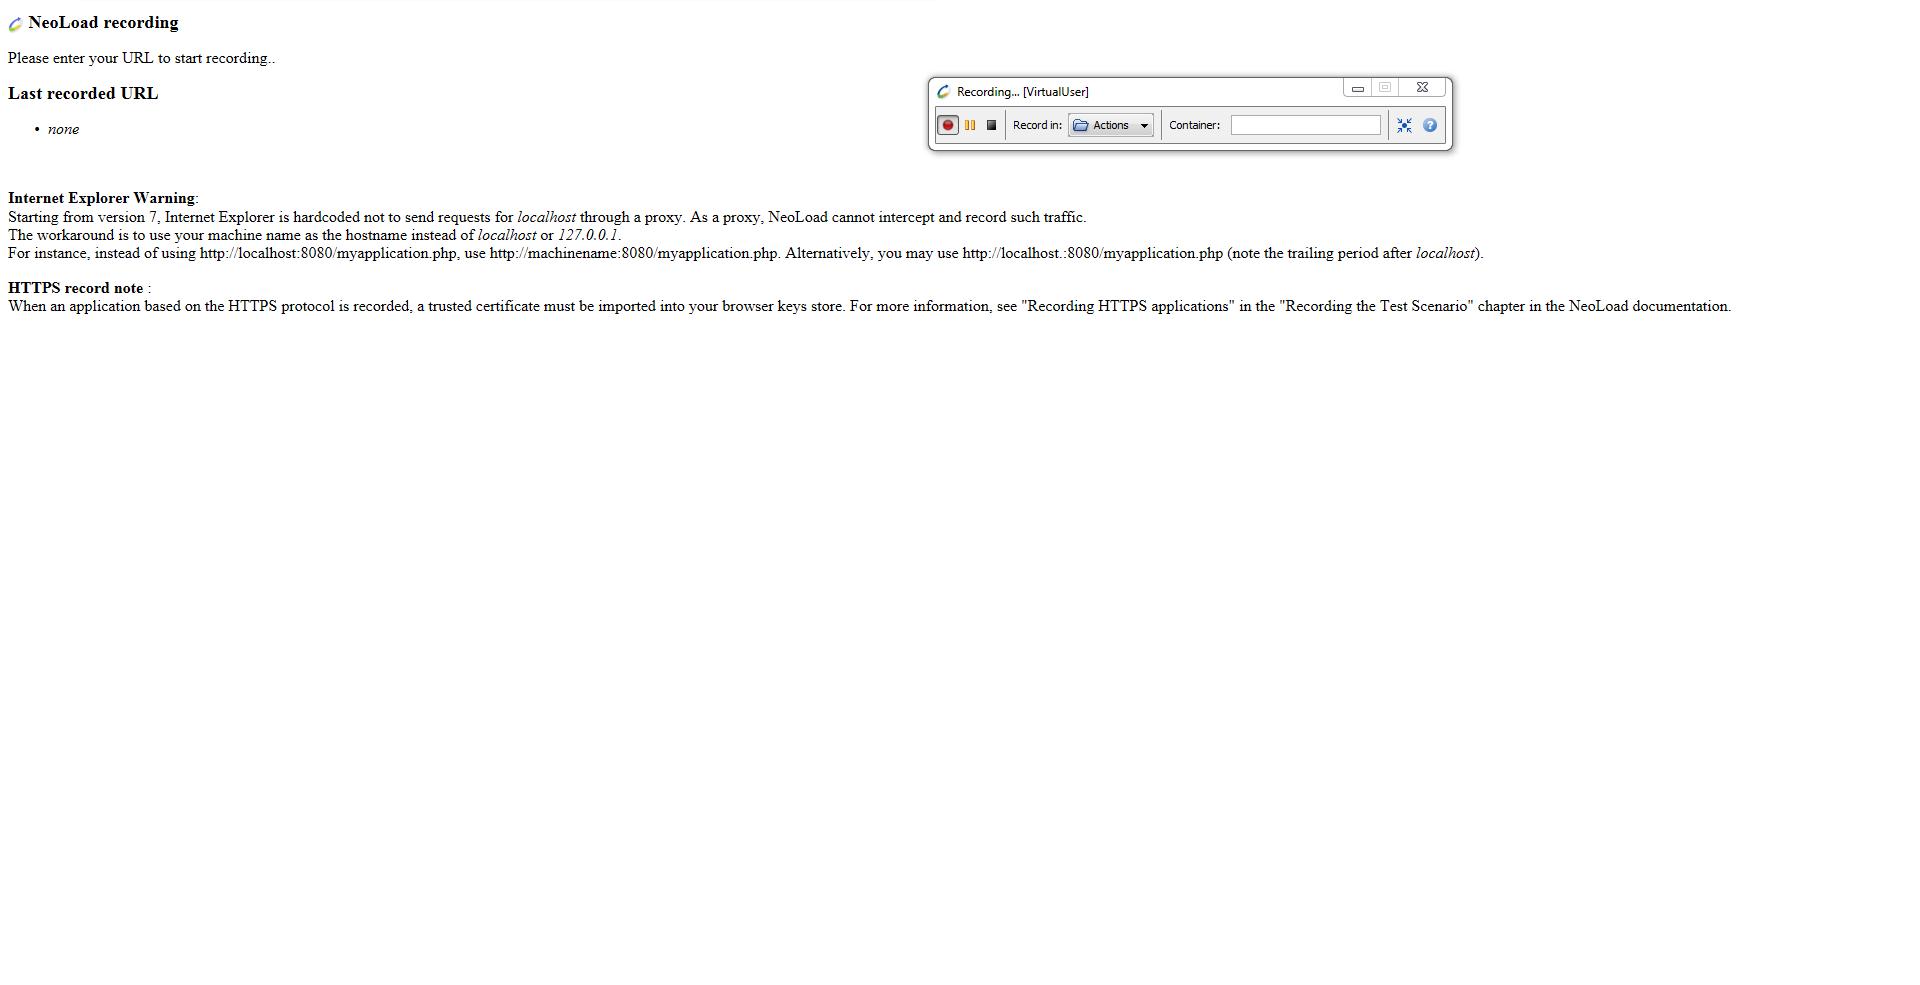 NeoLoad recording
Please enter your URL to start recording..
Last recorded URL
• none
Recording... [VirtualUser]
Record in: Actions Container:
?
Internet Explorer Warning:
Starting from version 7, Internet Explorer is hardcoded not to send requests for localhost through a proxy. As a proxy, NeoLoad cannot intercept and record such traffic.
The workaround is to use your machine name as the hostname instead of localhost or 127.0.0.1.
For instance, instead of using http://localhost:8080/myapplication.php, use http://machinename:8080/myapplication.php. Alternatively, you may use http://localhost.:8080/myapplication.php (note the trailing period after localhost).
HTTPS record note :
When an application based on the HTTPS protocol is recorded, a trusted certificate must be imported into your browser keys store. For more information, see "Recording HTTPS applications" in the "Recording the Test Scenario" chapter in the NeoLoad documentation.